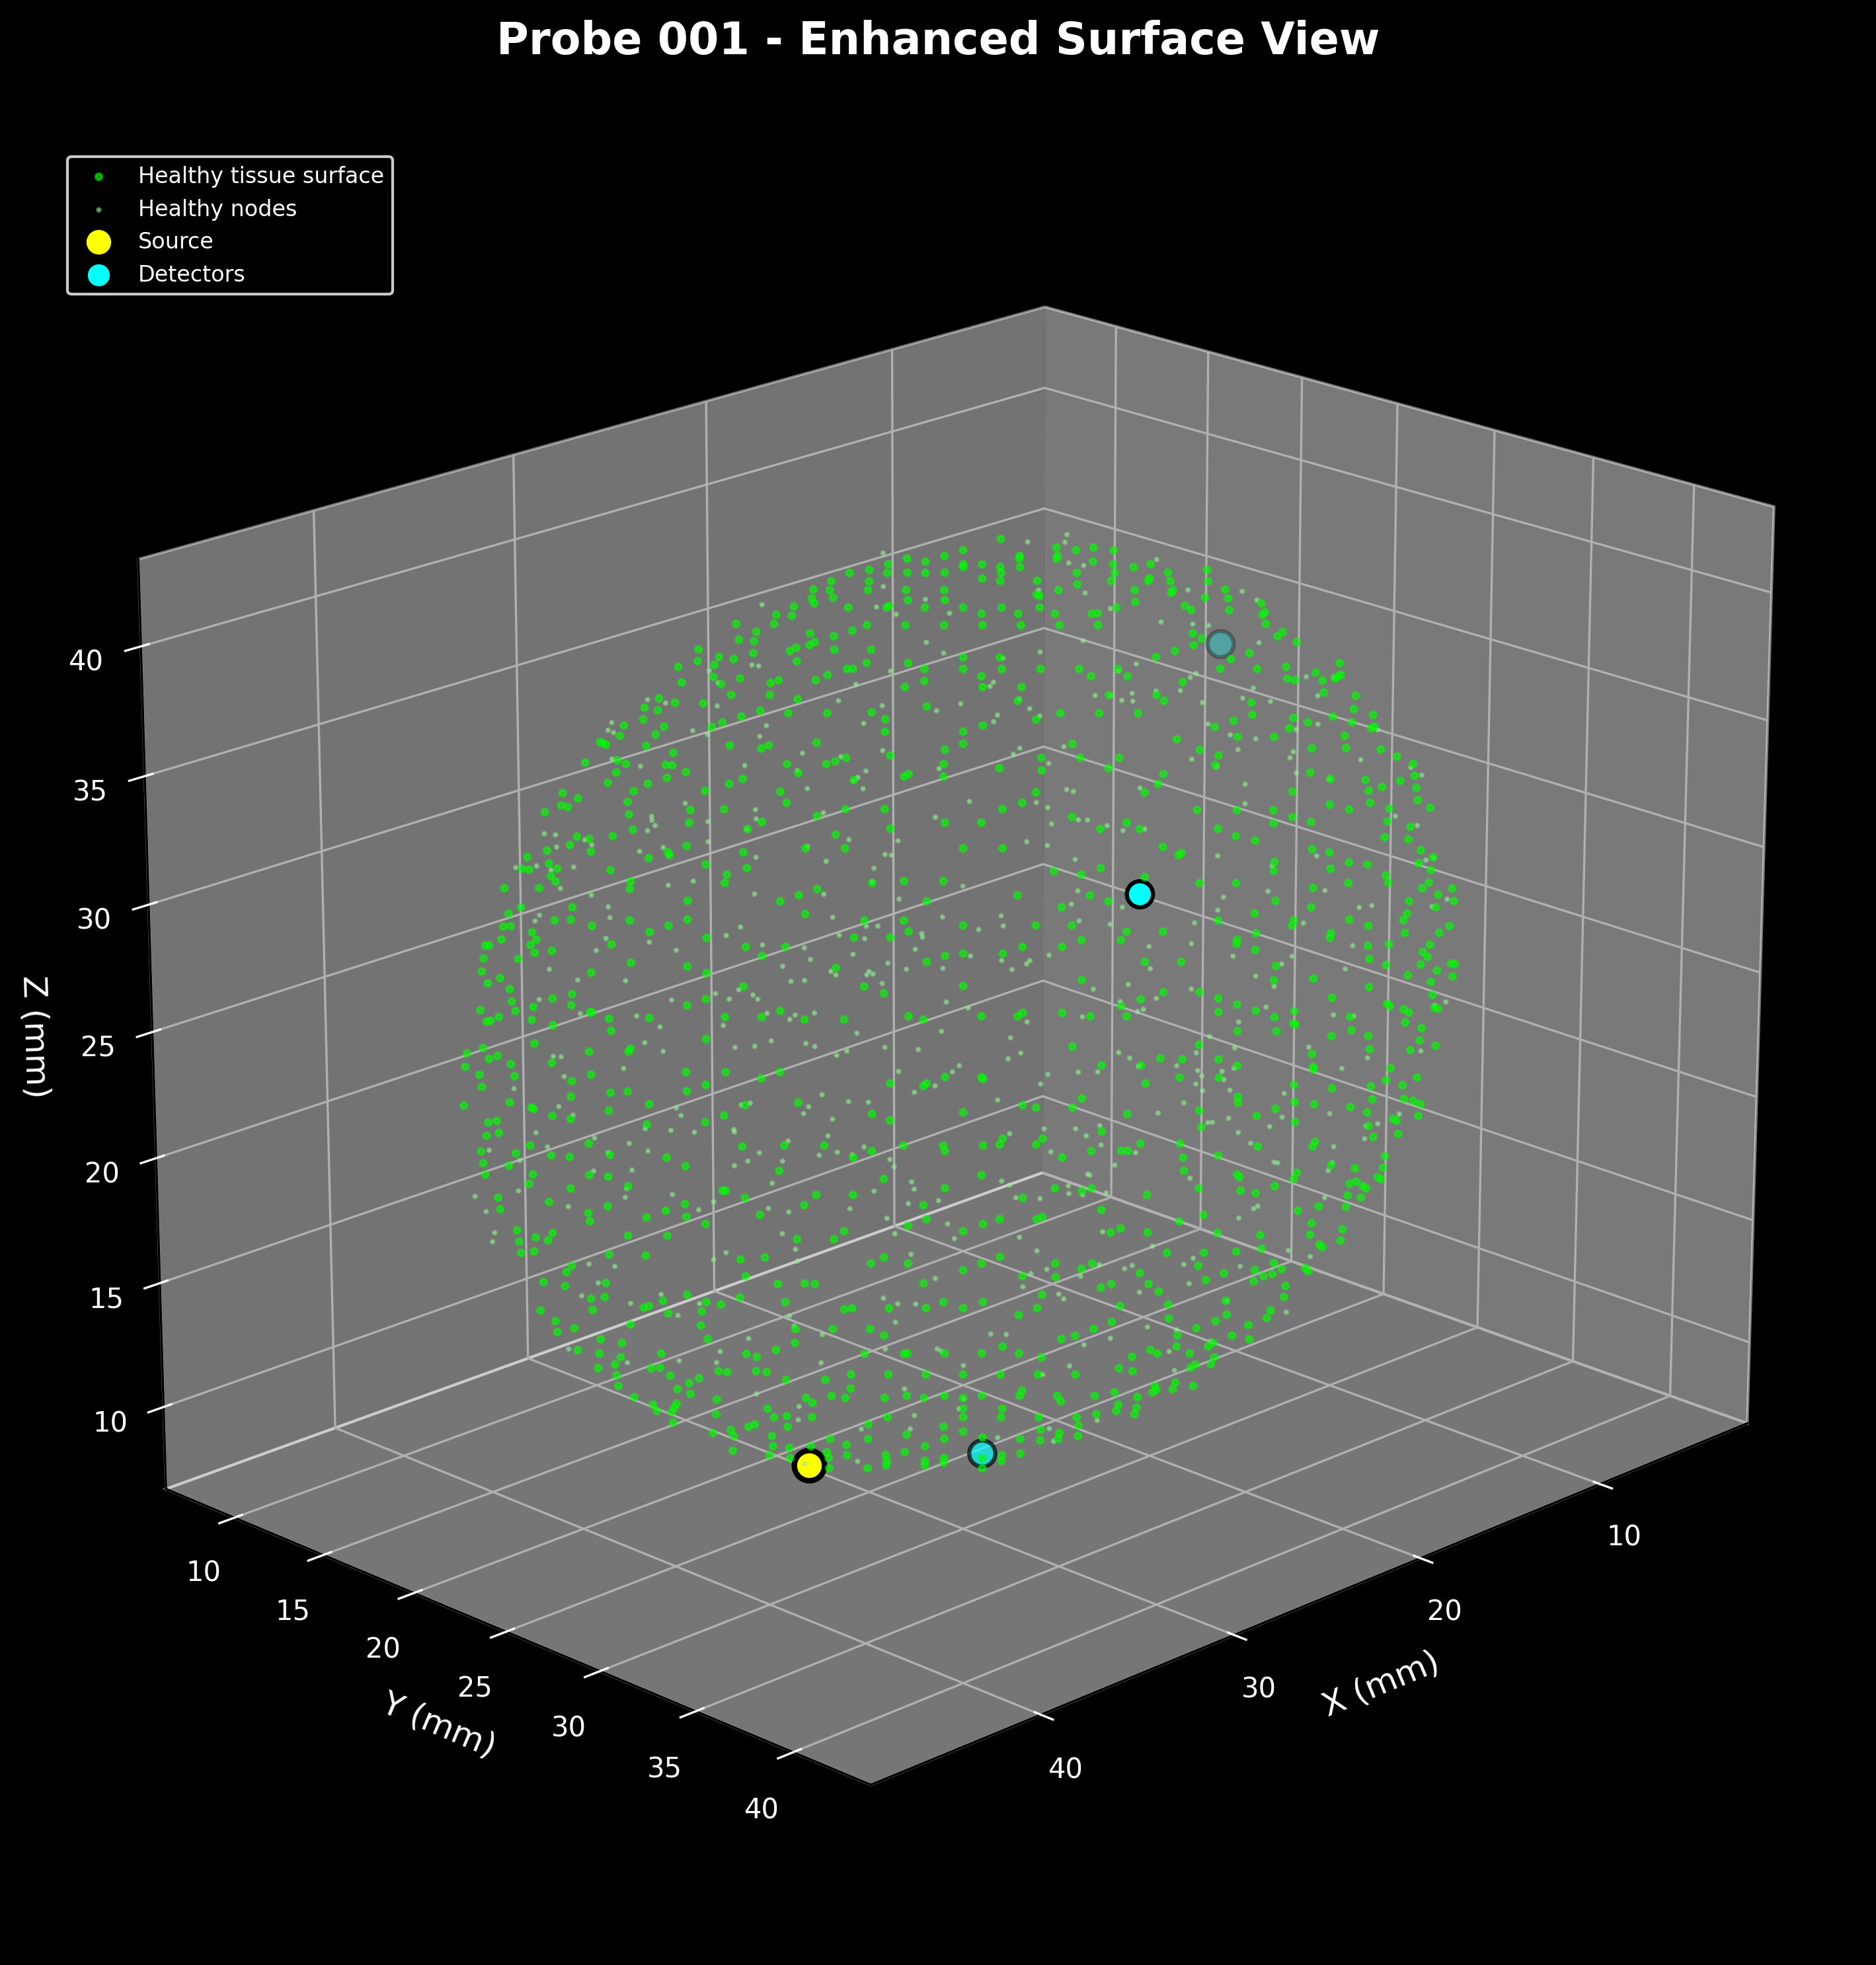 Probe 001 - Enhanced Surface View
Healthy tissue surface
Healthy nodes
Source
Detectors
40
35
30
25
20
15
10
Z (mm)
10
15
20
25
30
35
40
Y (mm)
10
20
30
40
X (mm)